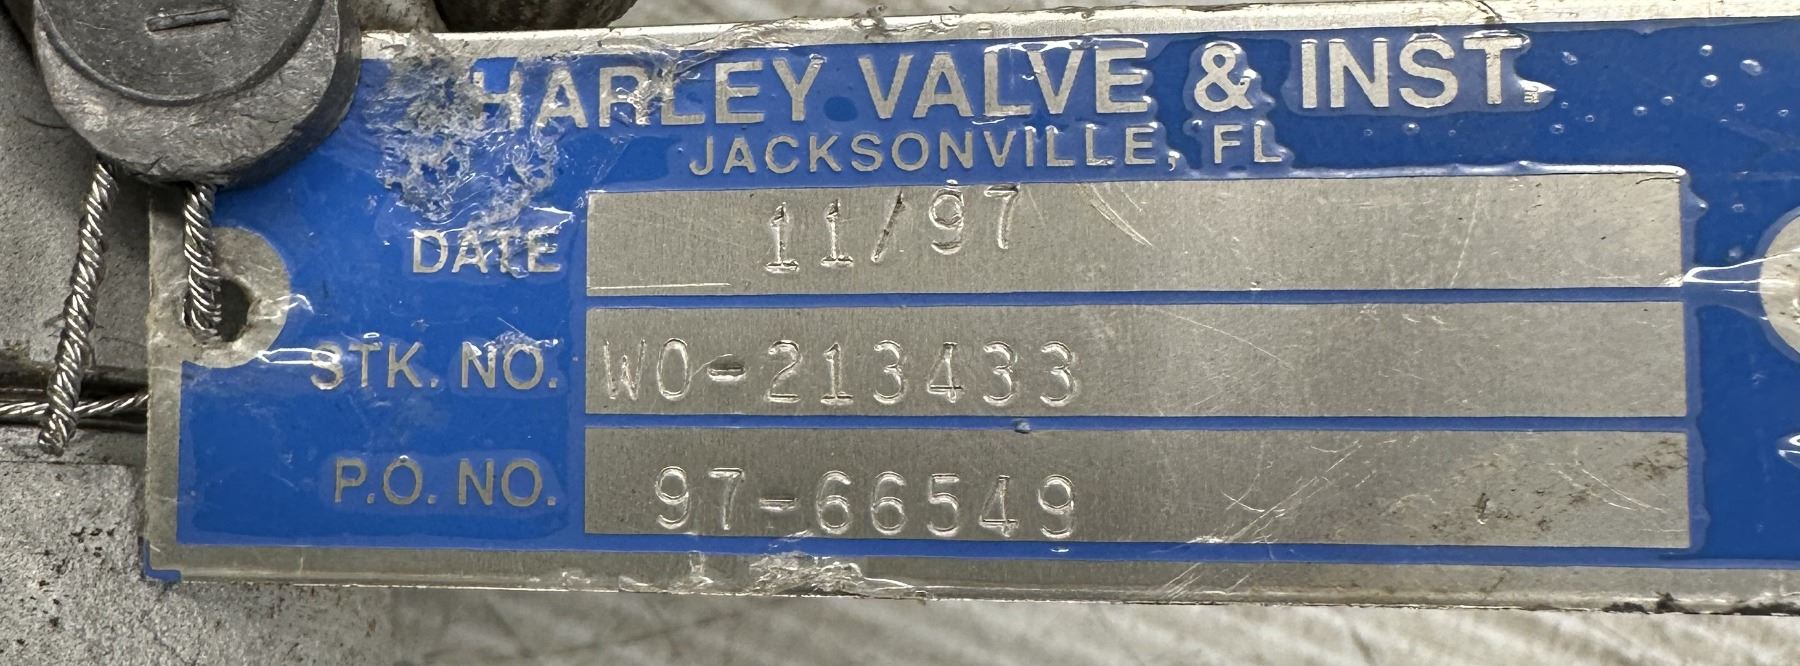 HARLEY VALVE & INST.
JACKSONVILLE, FL
DATE 11/97
STK. NO. WO-213433
P.O. NO. 97-66549